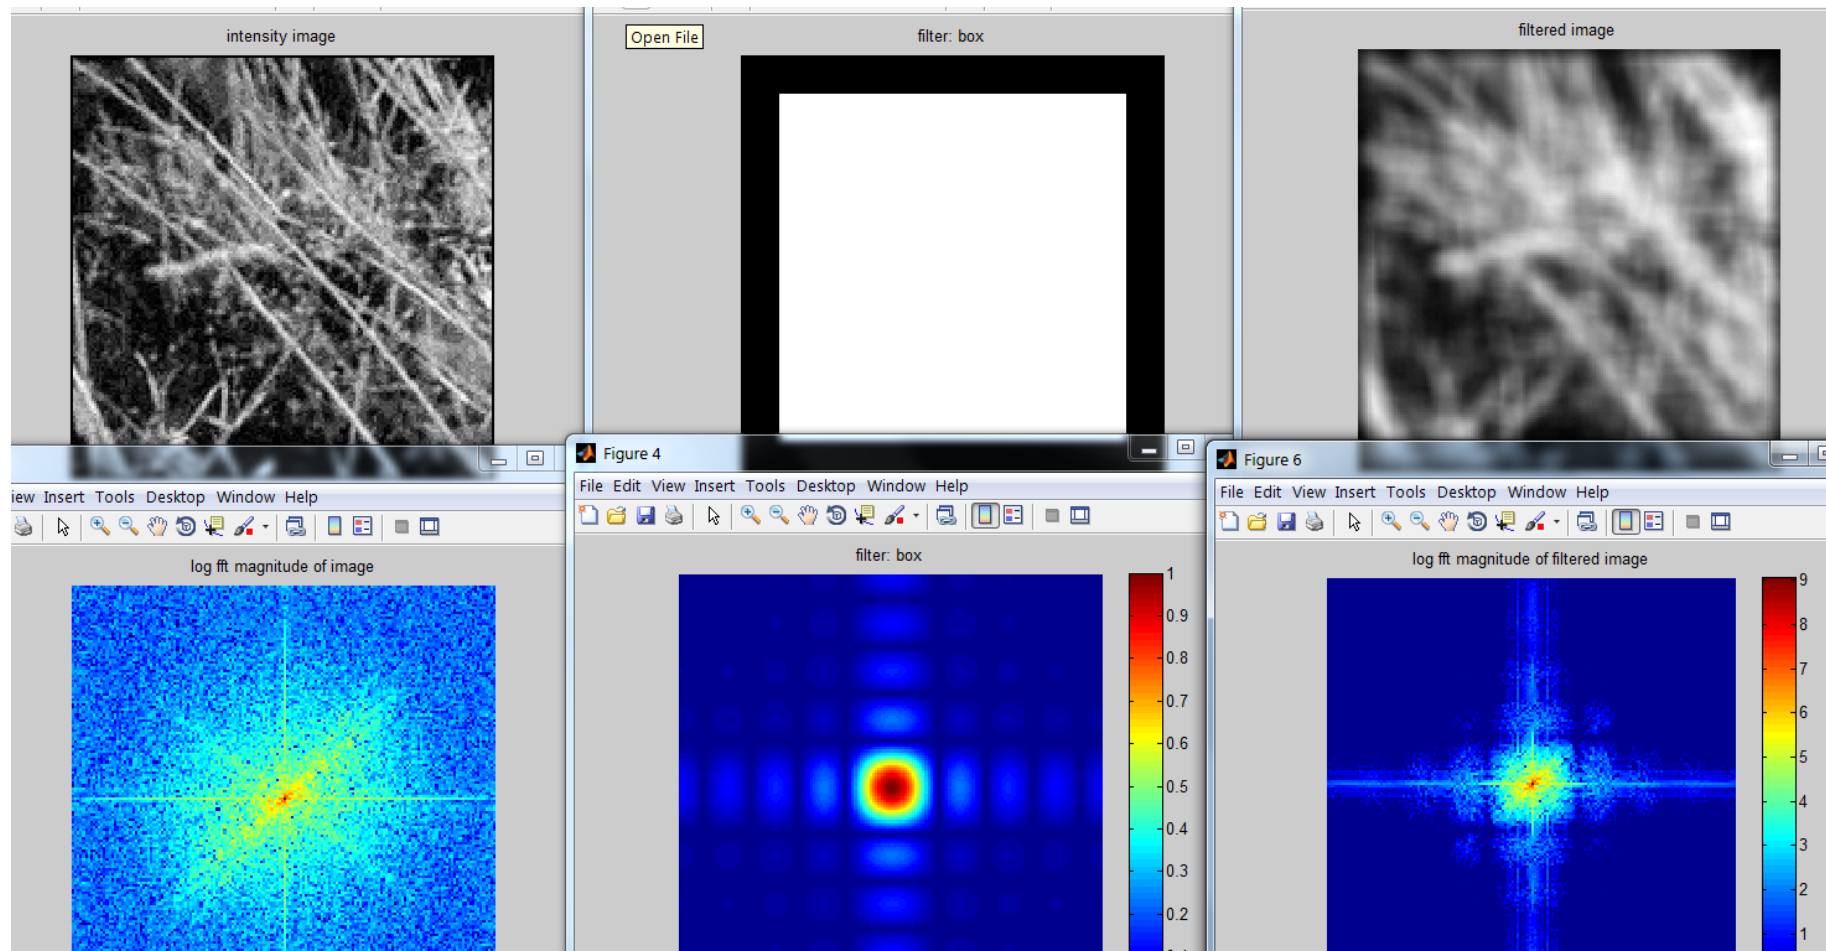 intensity image
Open File
filter: box
filtered image
Figure 4
Figure 6
iew Insert Tools Desktop Window Help
File Edit View Insert Tools Desktop Window Help
File Edit View Insert Tools Desktop Window Help
log fft magnitude of image
filter: box
log fft magnitude of filtered image
1
0.9
0.8
0.7
0.6
0.5
0.4
0.3
0.2
9
8
7
6
5
4
3
2
1